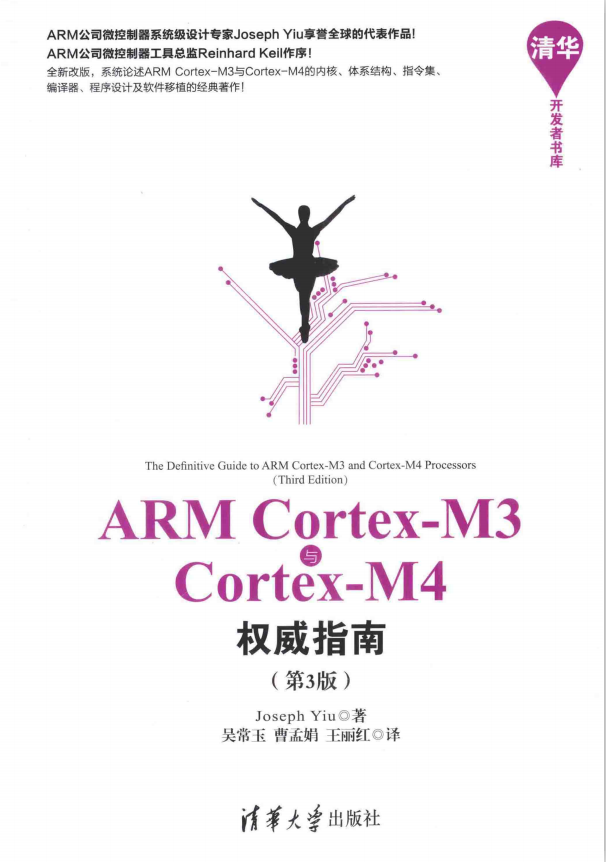 ARM公司微控制器系统级设计专家Joseph Yiu享誉全球的代表作品！
ARM公司微控制器工具总监Reinhard Keil作序！
全新改版，系统论述ARM Cortex-M3与Cortex-M4的内核、体系结构、指令集、
编译器、程序设计及软件移植的经典著作！
清华
开发者书库
The Definitive Guide to ARM Cortex-M3 and Cortex-M4 Processors
(Third Edition)
ARM Cortex-M3
与
Cortex-M4
权威指南
（第3版）
Joseph Yiu◎著
吴常玉 曹孟娟 王丽红◎译
清华大学出版社